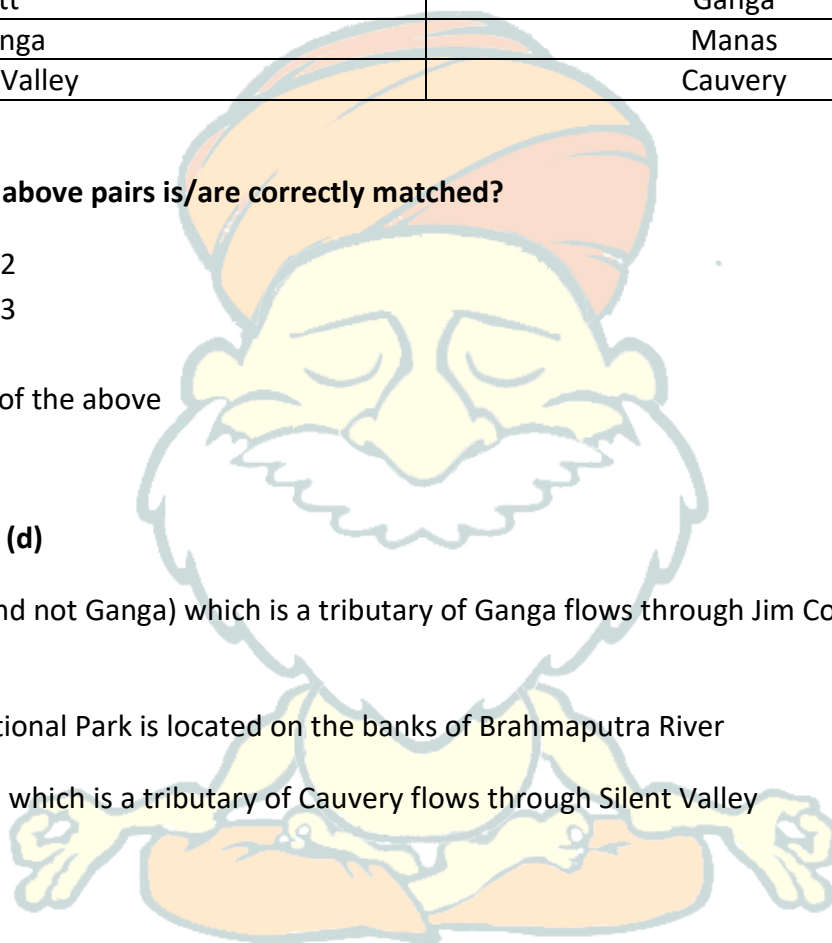 tt Ganga
nga Manas
Valley Cauvery
above pairs is/are correctly matched?
2
3
of the above
(d)
nd not Ganga) which is a tributary of Ganga flows through Jim Co
tional Park is located on the banks of Brahmaputra River
which is a tributary of Cauvery flows through Silent Valley